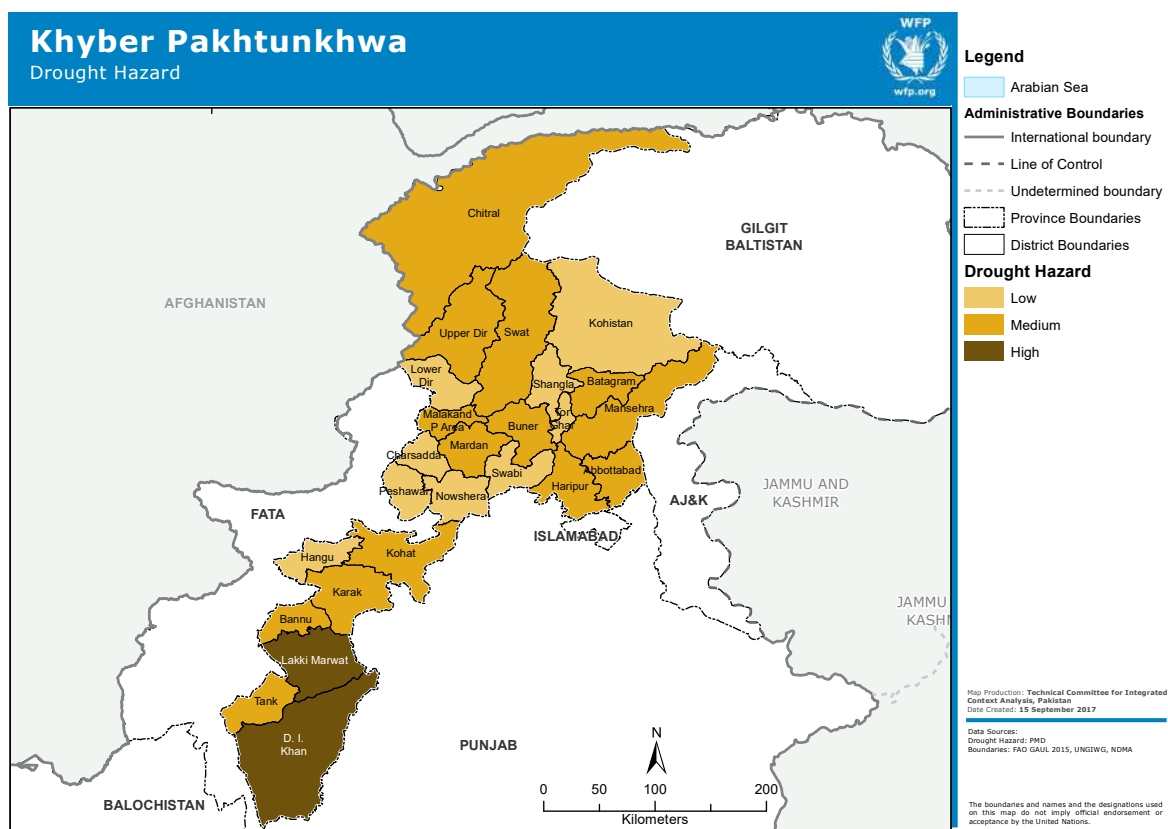 Khyber Pakhtunkhwa
Drought Hazard
WFP
wfp.org
Legend
Arabian Sea
Administrative Boundaries
International boundary
Line of Control
Undetermined boundary
Province Boundaries
District Boundaries
Drought Hazard
Low
Medium
High
Chitral
GILGIT
BALTISTAN
AFGHANISTAN
Upper Dir
Swat
Kohistan
Lower
Dir
Shangla
Batagram
Mansehra
Tor
Ghar
Malakand
P Area
Buner
Mardan
Charsadda
Swabi
Abbottabad
Haripur
Peshawar
Nowshera
JAMMU AND
KASHMIR
AJ&K
FATA
ISLAMABAD
Hangu
Kohat
Karak
Bannu
JAMMU
KASHM
Lakki Marwat
Tank
D. I.
Khan
PUNJAB
BALOCHISTAN
N
0 50 100 200
Kilometers
Map Production: Technical Committee for Integrated
Context Analysis, Pakistan
Date Created: 15 September 2017
Data Sources:
Drought Hazard: PMD
Boundaries: FAO GAUL 2015, UNGIWG, NDMA
The boundaries and names and the designations used
on this map do not imply official endorsement or
acceptance by the United Nations.